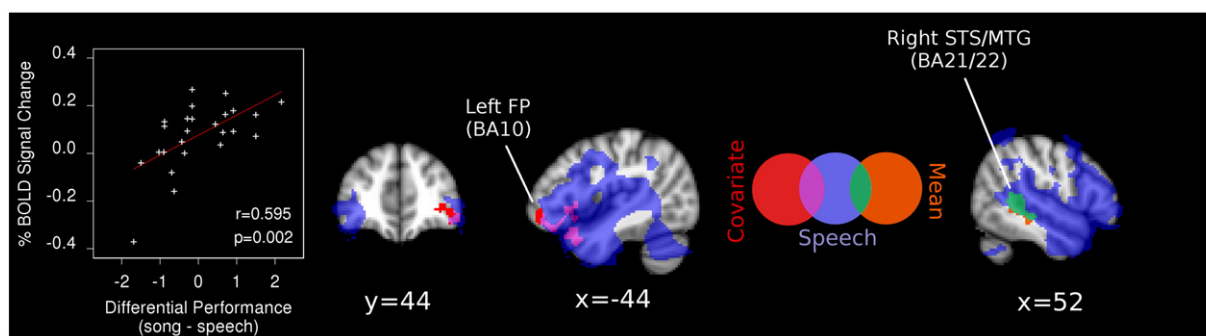 % BOLD Signal Change
0.4
0.2
0.0
-0.2
-0.4
r=0.595
p=0.002
-2 -1 0 1 2
Differential Performance
(song - speech)
y=44
Left FP
(BA10)
x=-44
Covariate
Speech
Mean
Right STS/MTG
(BA21/22)
x=52